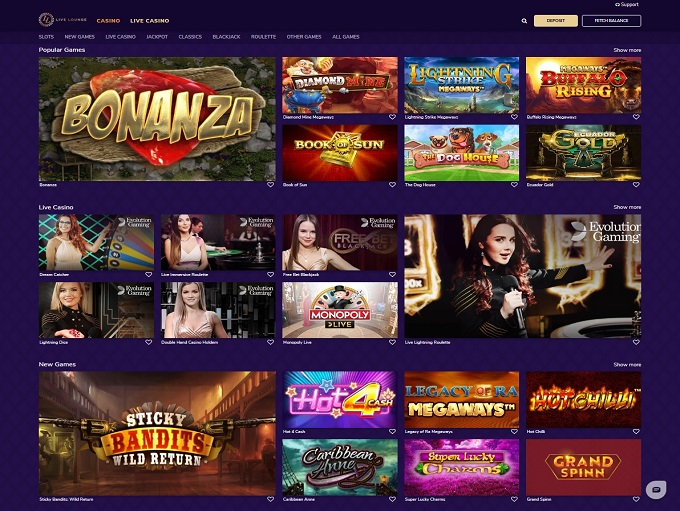 Support
LIVE LOUNGE
CASINO
LIVE CASINO
DEPOSIT
FETCH BALANCE
SLOTS
NEW GAMES
LIVE CASINO
JACKPOT
CLASSICS
BLACKJACK
ROULETTE
OTHER GAMES
ALL GAMES
Popular Games
Show more
BONANZA
Bonanza
DIAMOND MINE
Diamond Mine Megaways
LIGHTNING
STRIKE
MEGAWAYS™
Lightning Strike Megaways
MEGAWAYS™
BUFFALO
RISING
Buffalo Rising Megaways
BOOK OF SUN
Book of Sun
THE DOG HOUSE
The Dog House
ECUADOR
GOLD
Ecuador Gold
Live Casino
Show more
Evolution
Gaming
Dream Catcher
Live Immersive Roulette
Evolution
Gaming
FREE BET
BLACKJACK
Free Bet Blackjack
Evolution
Gaming
Live Lightning Roulette
Evolution
Gaming
Lightning Dice
Evolution
Gaming
Double Hand Casino Holdem
MONOPOLY
LIVE
Monopoly Live
New Games
Show more
STICKY
BANDITS
WILD RETURN
Sticky Bandits: Wild Return
Hot 4
CASH
Hot 4 Cash
LEGACY OF RA
MEGAWAYS™
Legacy of Ra Megaways
HOT CHILLI™
Hot Chilli
Caribbean
Anne
Caribbean Anne
Super Lucky
Charms
Super Lucky Charms
GRAND
SPINN
Grand Spinn